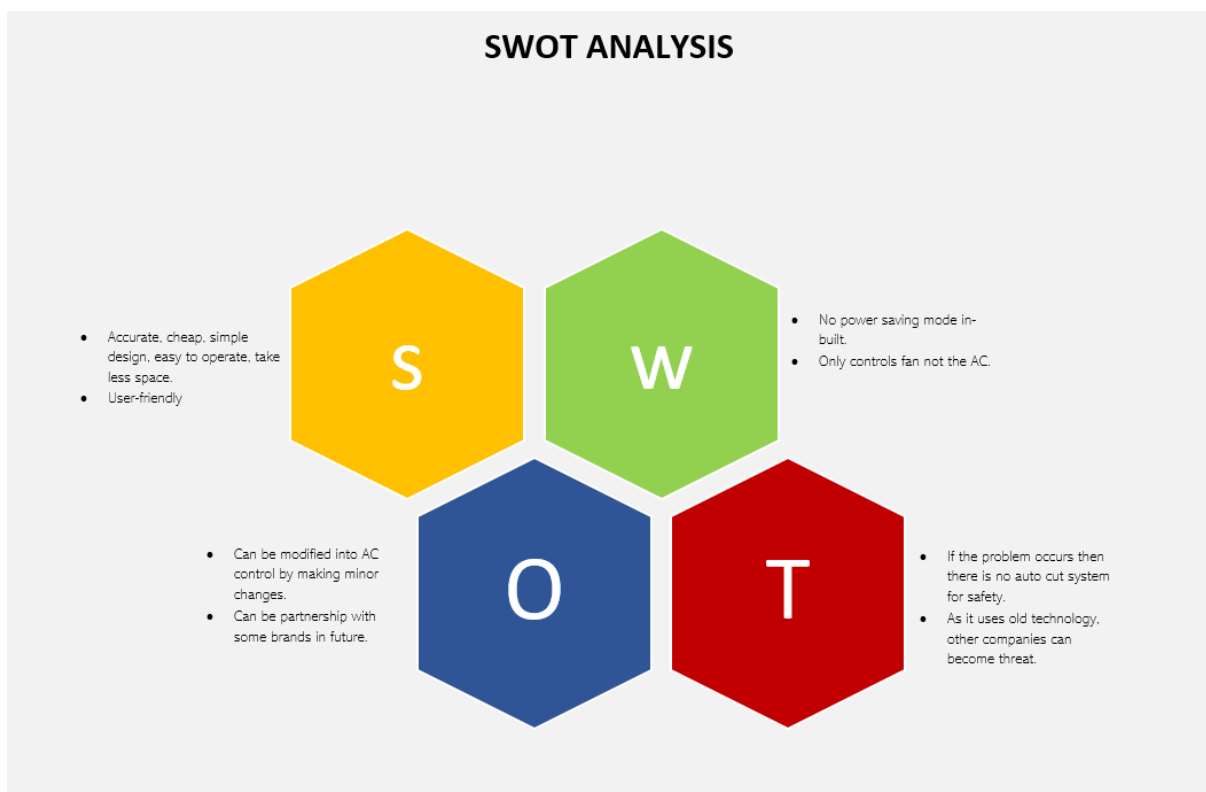 SWOT ANALYSIS
S
• Accurate, cheap, simple
design, easy to operate, take
less space.
• User-friendly
W
• No power saving mode in-
built.
• Only controls fan not the AC.
O
• Can be modified into AC
control by making minor
changes.
• Can be partnership with
some brands in future.
T
• If the problem occurs then
there is no auto cut system
for safety.
• As it uses old technology,
other companies can
become threat.